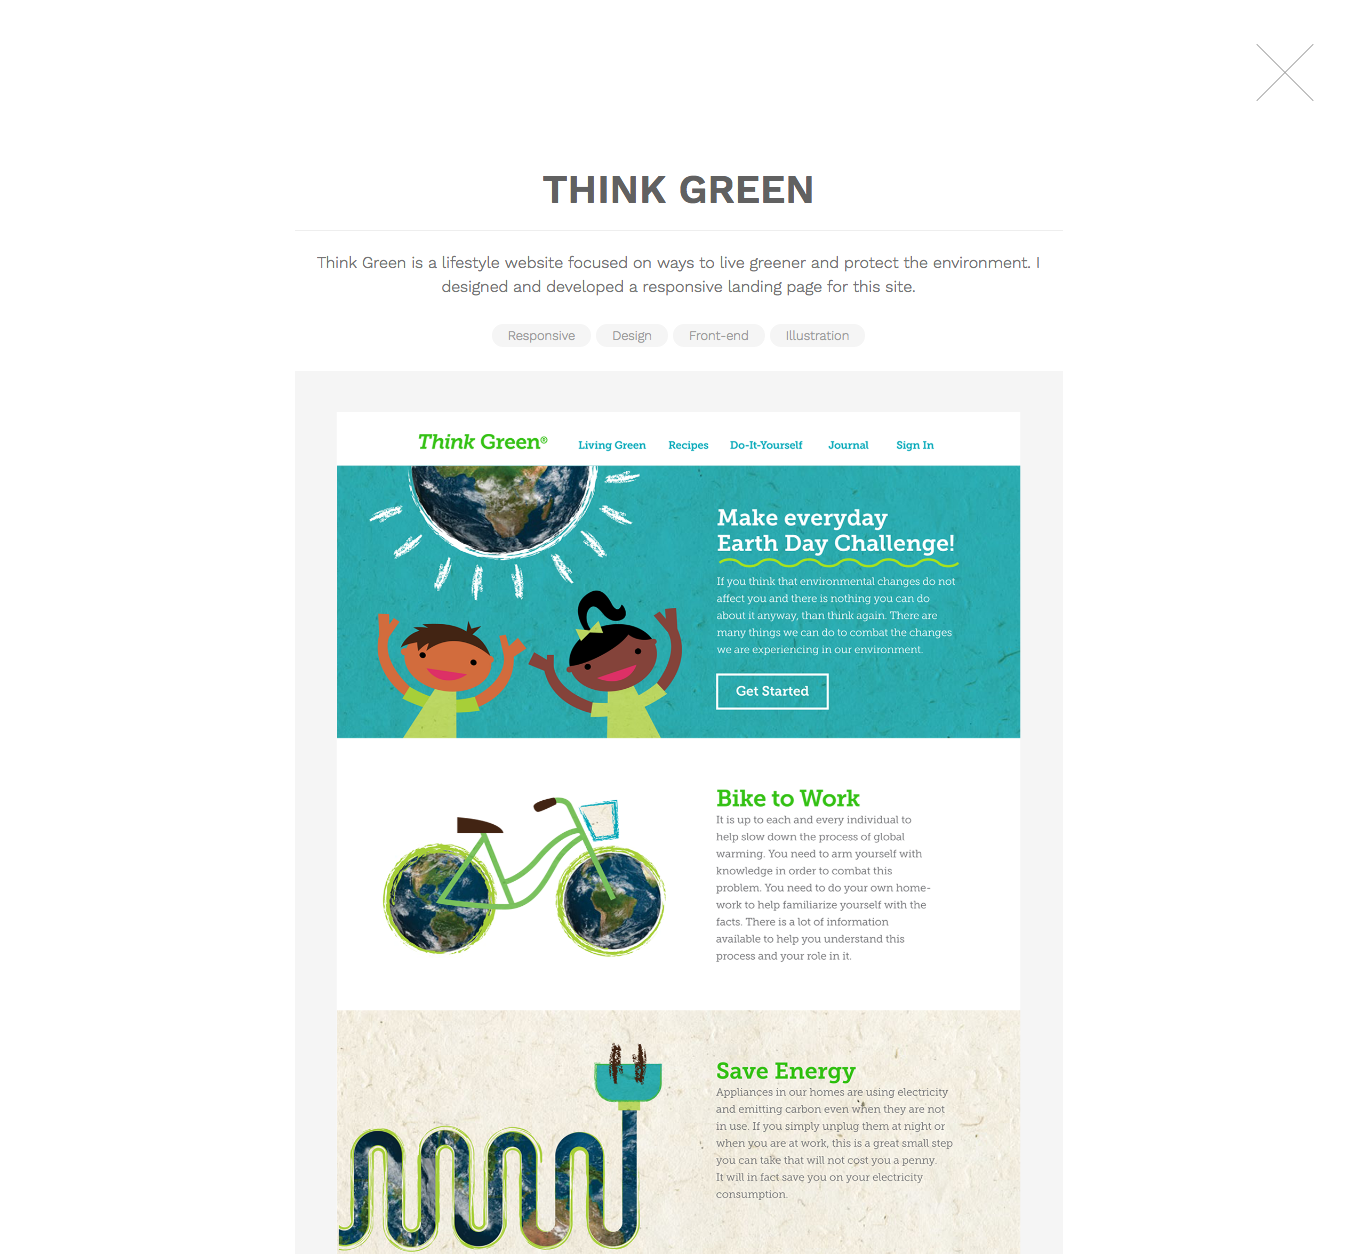 THINK GREEN
Think Green is a lifestyle website focused on ways to live greener and protect the environment. I
designed and developed a responsive landing page for this site.
Responsive Design Front-end Illustration
Think Green® Living Green Recipes Do-It-Yourself Journal Sign In
Make everyday
Earth Day Challenge!
If you think that environmental changes do not
affect you and there is nothing you can do
about it anyway, than think again. There are
many things we can do to combat the changes
we are experiencing in our environment.
Get Started
Bike to Work
It is up to each and every individual to
help slow down the process of global
warming. You need to arm yourself with
knowledge in order to combat this
problem. You need to do your own home-
work to help familiarize yourself with the
facts. There is a lot of information
available to help you understand this
process and your role in it.
Save Energy
Appliances in our homes are using electricity
and emitting carbon even when they are not
in use. If you simply unplug them at night or
when you are at work, this is a great small step
you can take that will not cost you a penny.
It will in fact save you on your electricity
consumption.